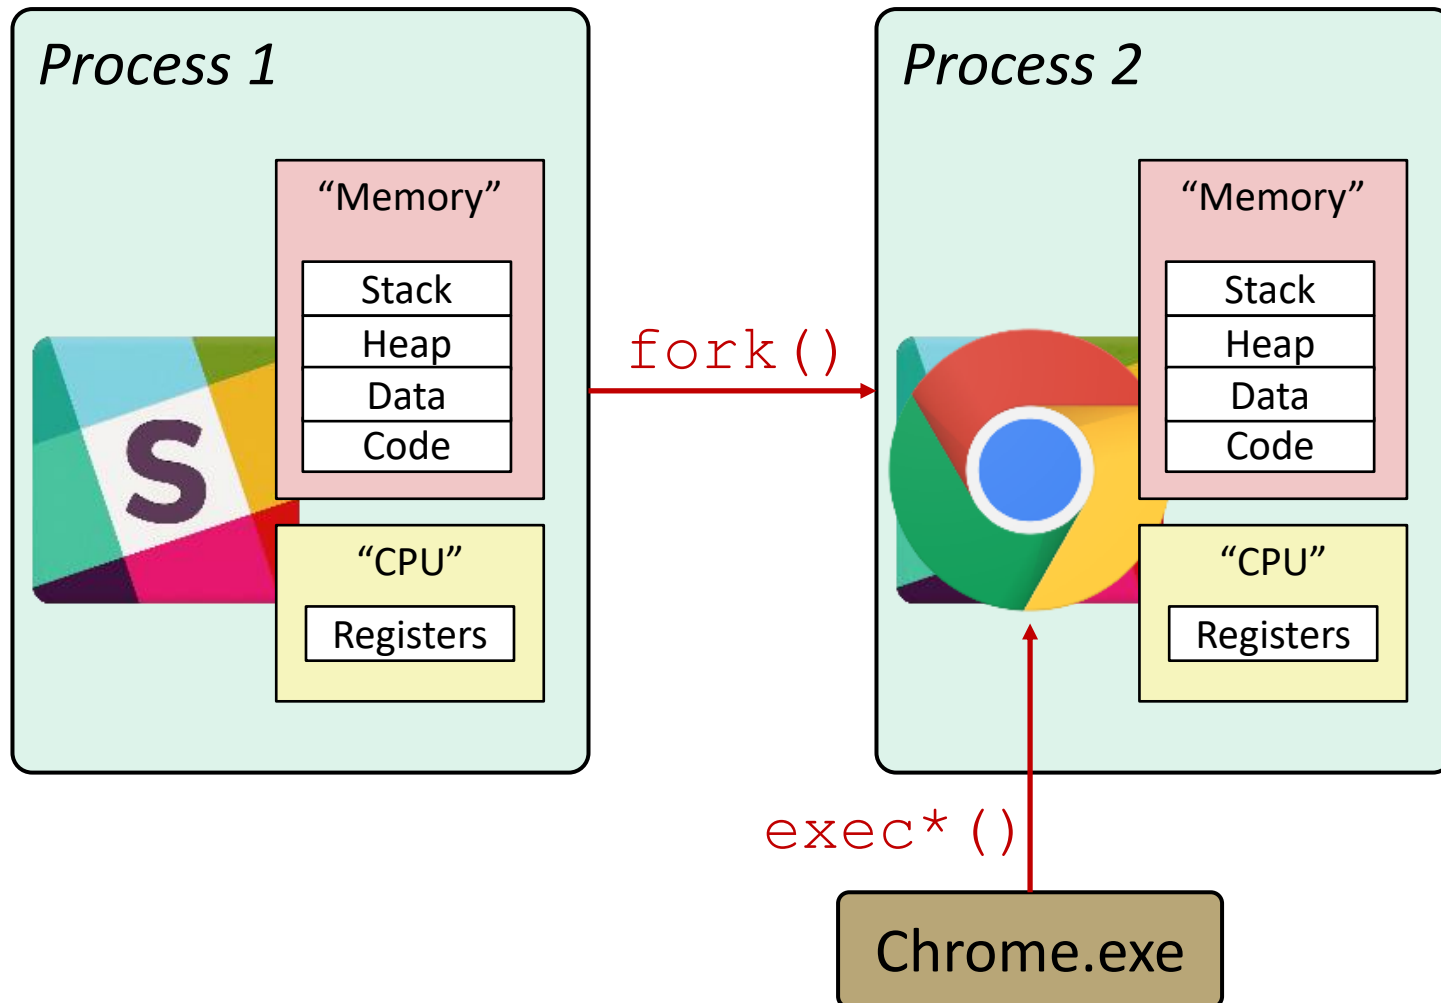 Process 1
“Memory”
Stack
Heap
Data
Code
S
“CPU”
Registers
fork()
Process 2
“Memory”
Stack
Heap
Data
Code
“CPU”
Registers
exec*()
Chrome.exe